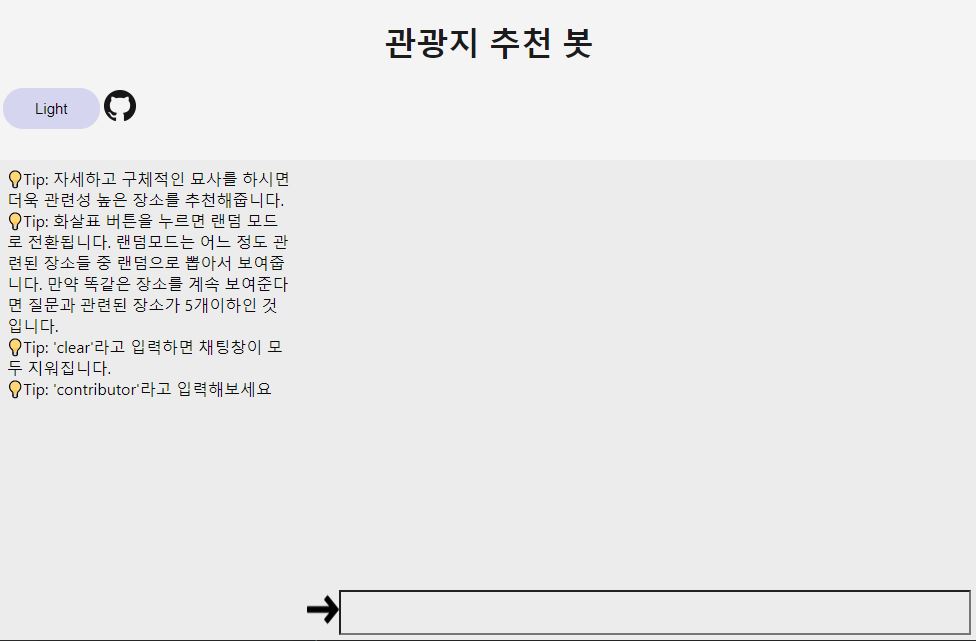 관광지 추천 봇
Light
💡Tip: 자세하고 구체적인 묘사를 하시면
더욱 관련성 높은 장소를 추천해줍니다.
💡Tip: 화살표 버튼을 누르면 랜덤 모드
로 전환됩니다. 랜덤모드는 어느 정도 관
련된 장소들 중 랜덤으로 뽑아서 보여줍
니다. 만약 똑같은 장소를 계속 보여준다
면 질문과 관련된 장소가 5개이하인 것
입니다.
💡Tip: 'clear'라고 입력하면 채팅창이 모
두 지워집니다.
💡Tip: 'contributor'라고 입력해보세요